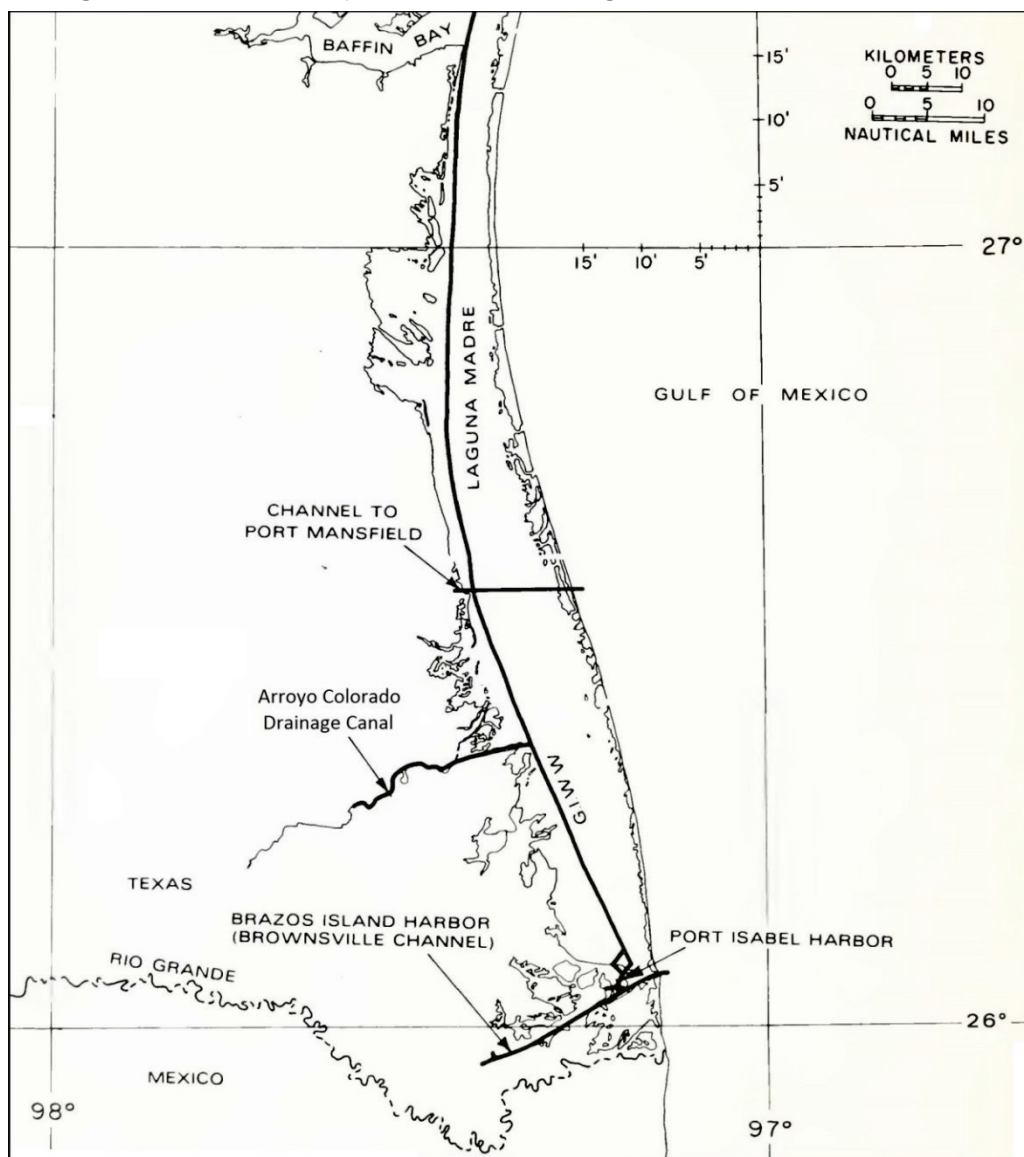 BAFFIN BAY
KILOMETERS
0 5 10
0 5 10
NAUTICAL MILES
15'
10'
5'
27°
15' 10' 5'
LAGUNA MADRE
GULF OF MEXICO
CHANNEL TO
PORT MANSFIELD
Arroyo Colorado
Drainage Canal
G.I.W.W.
TEXAS
BRAZOS ISLAND HARBOR
(BROWNSVILLE CHANNEL)
PORT ISABEL HARBOR
RIO GRANDE
26°
MEXICO
98°
97°